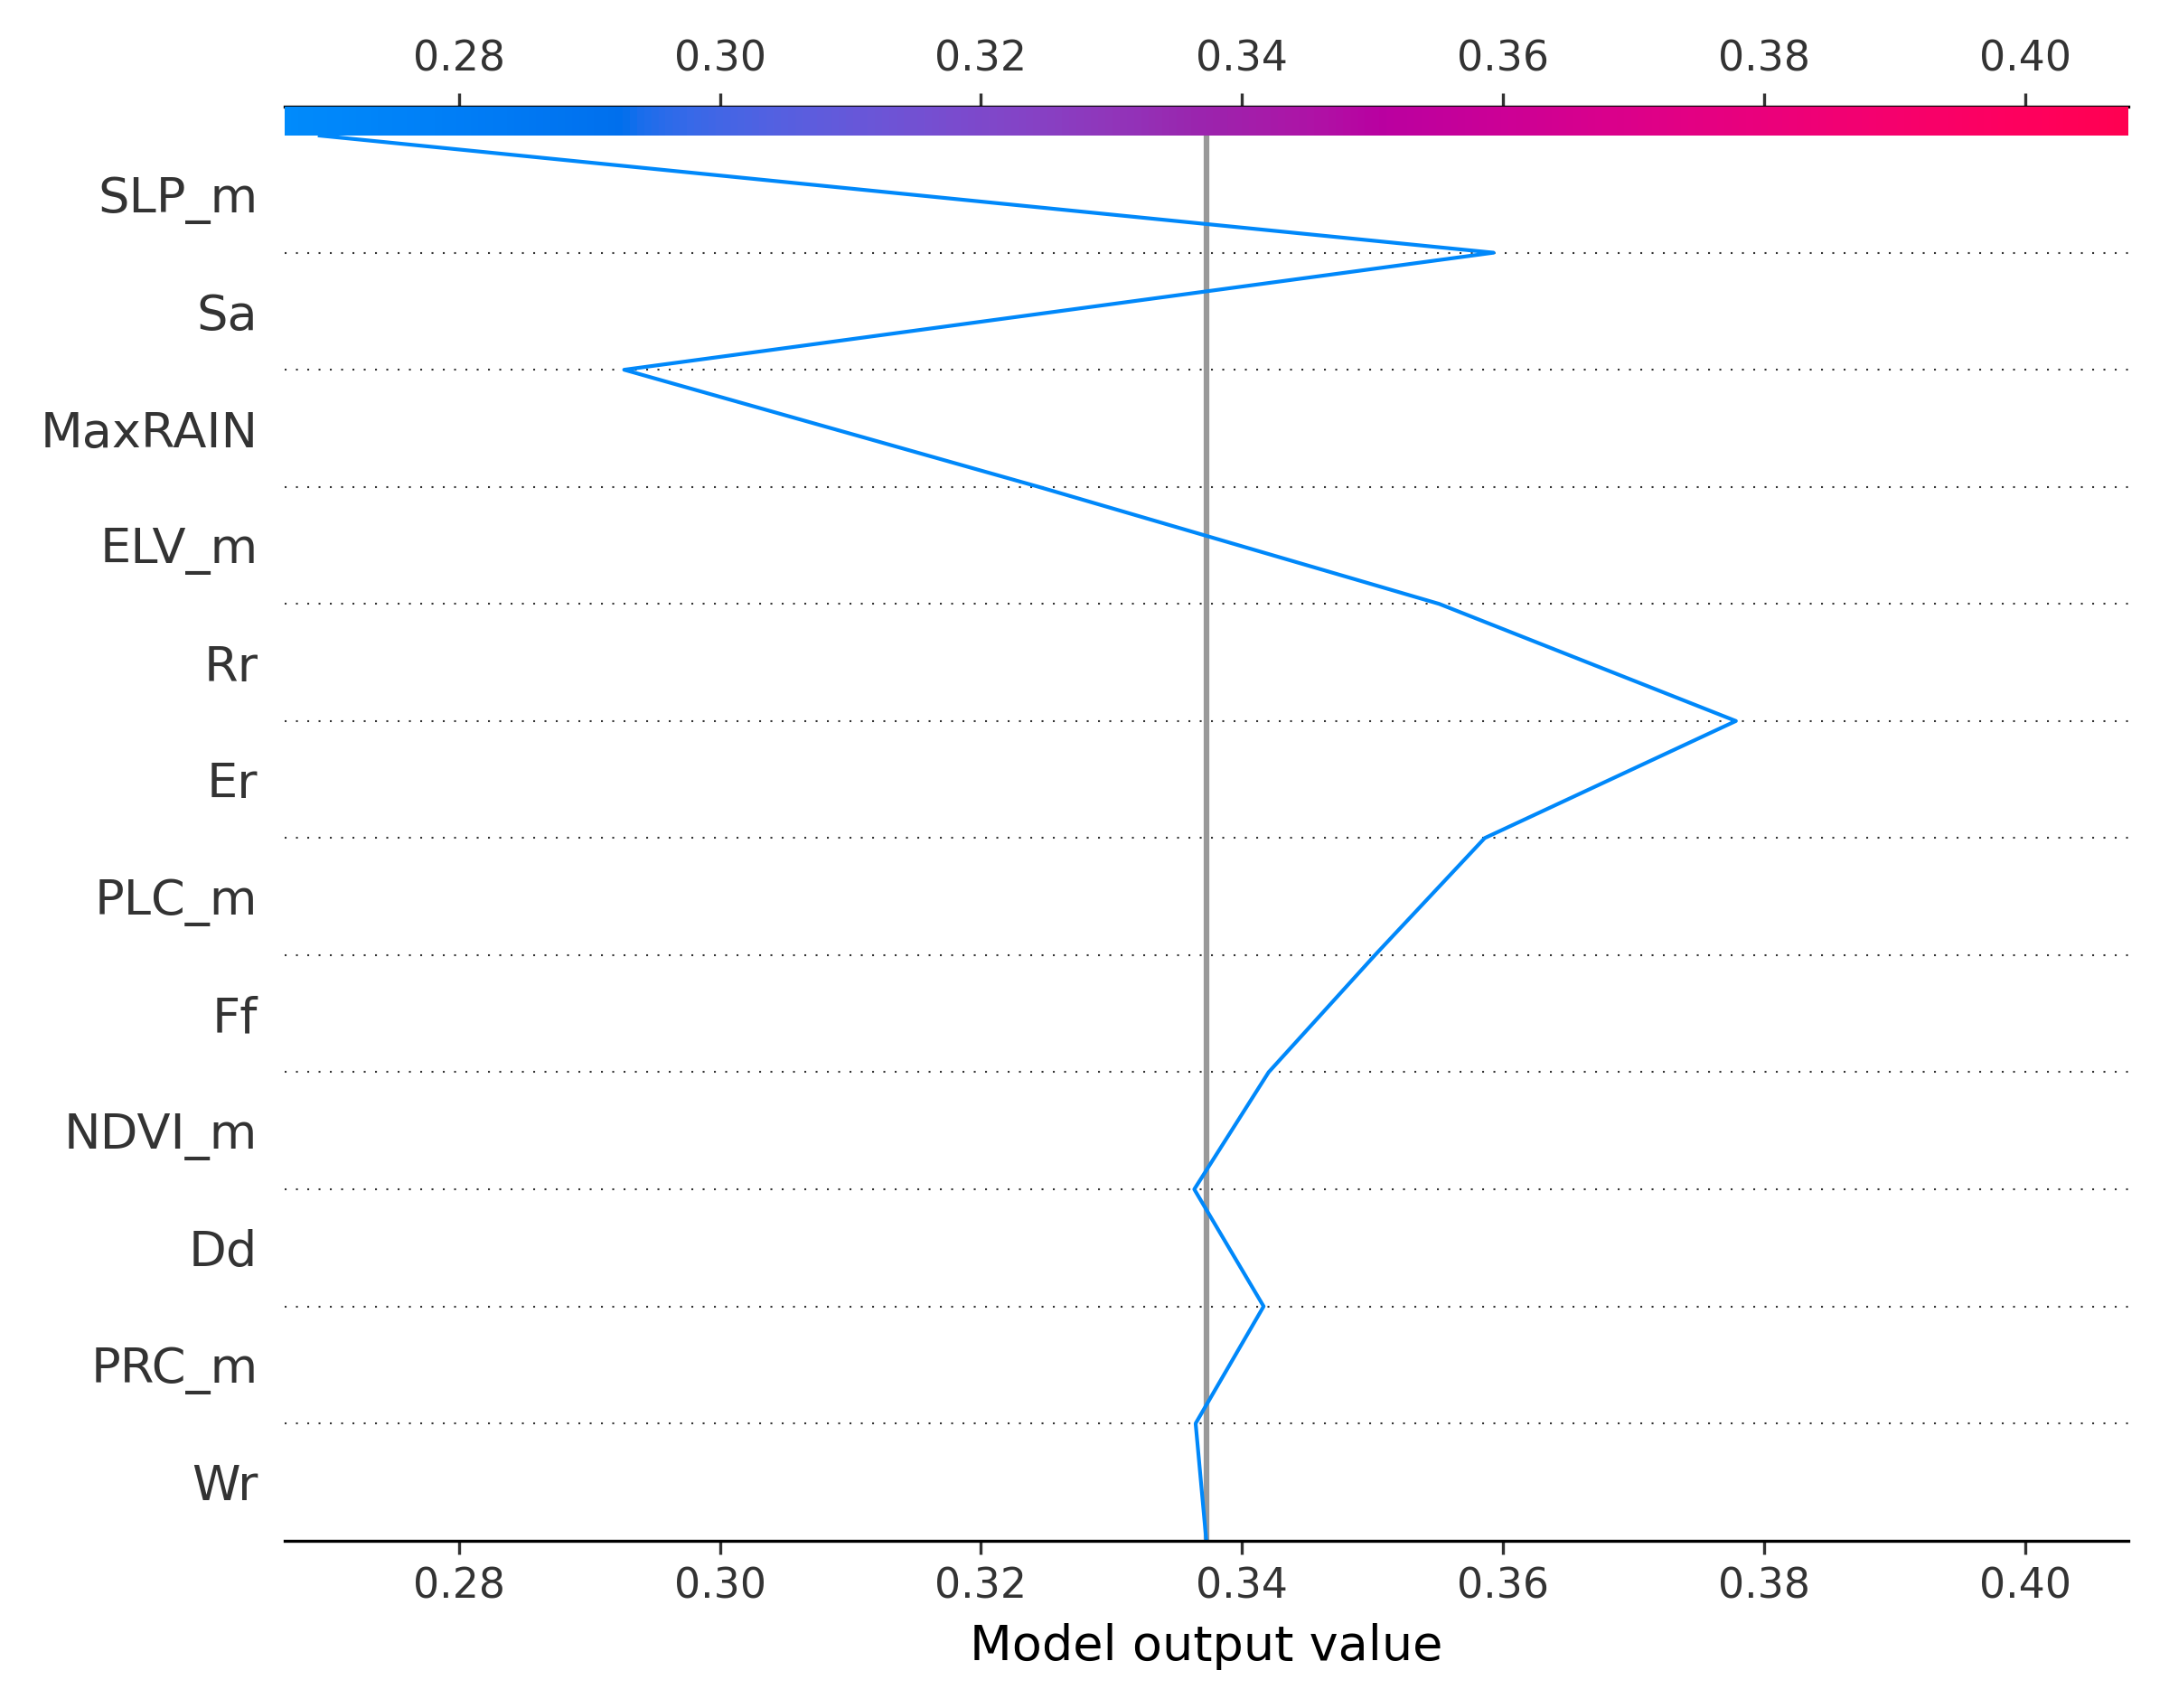 0.28 0.30 0.32 0.34 0.36 0.38 0.40
SLP_m
Sa
MaxRAIN
ELV_m
Rr
Er
PLC_m
Ff
NDVI_m
Dd
PRC_m
Wr
0.28 0.30 0.32 0.34 0.36 0.38 0.40
Model output value